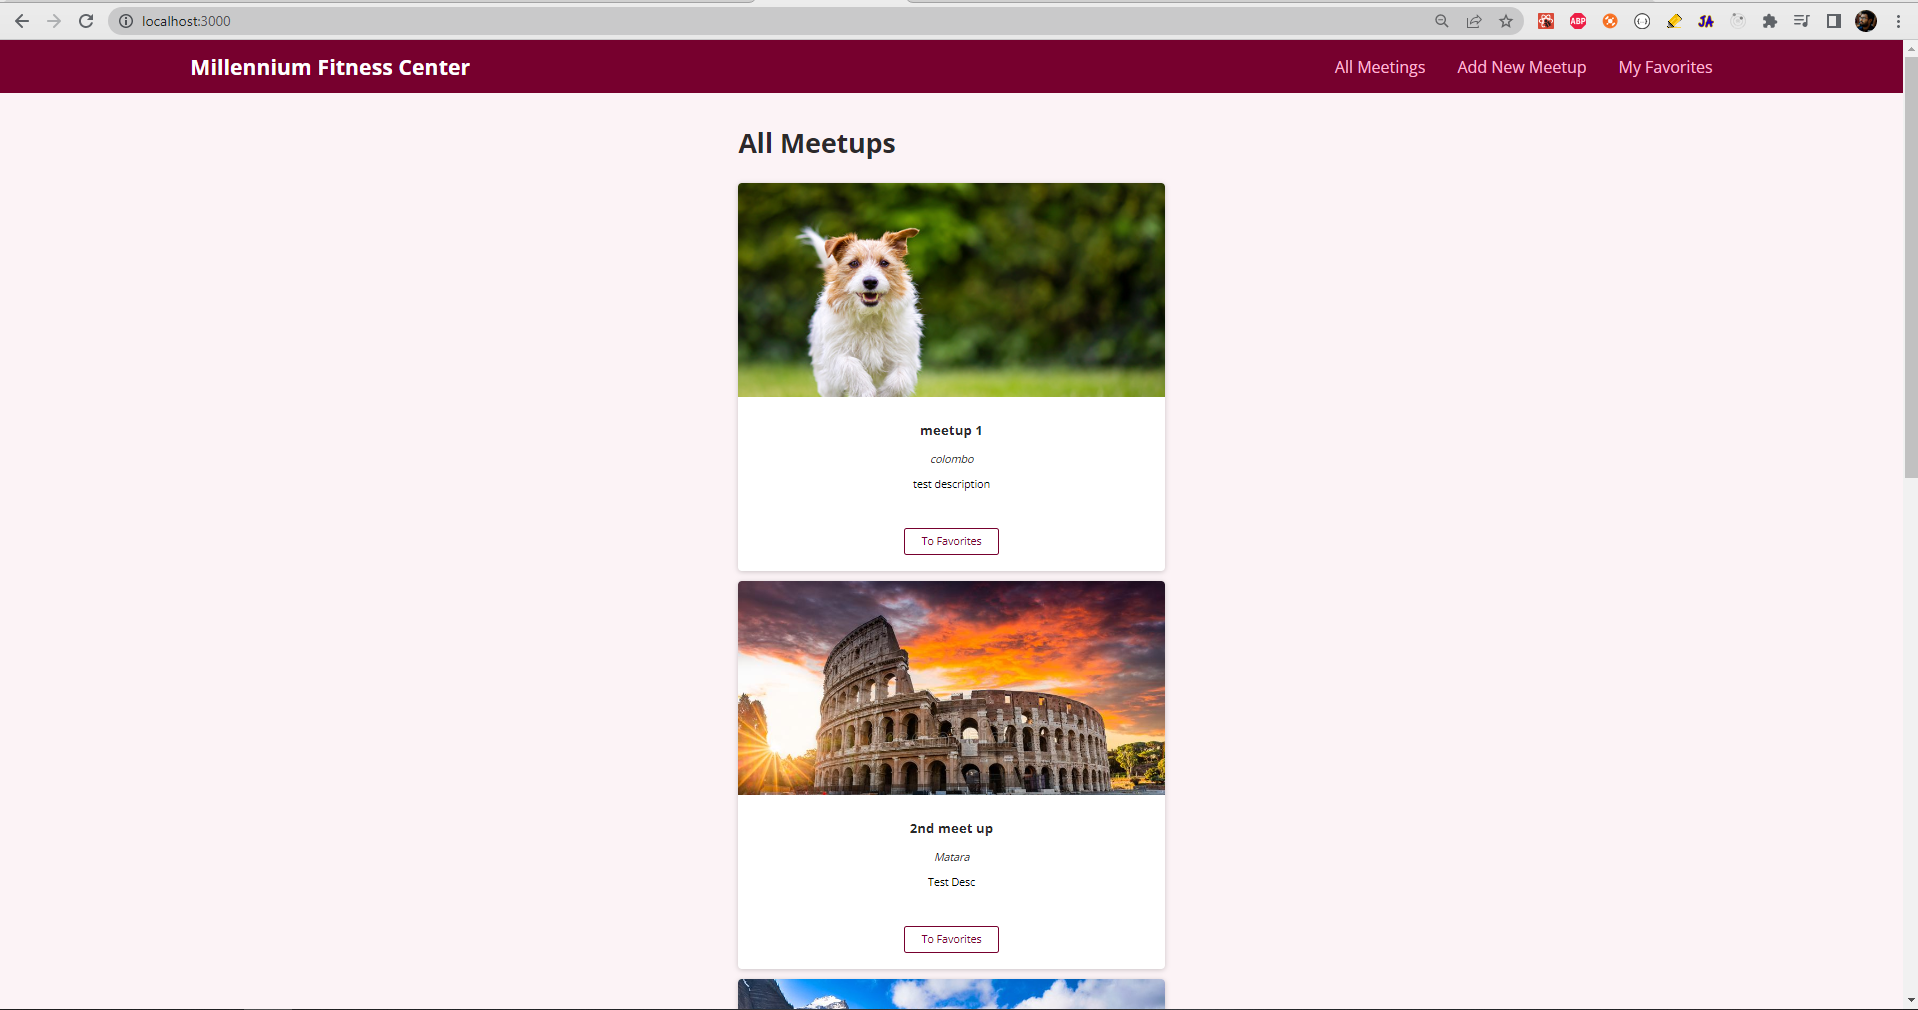 localhost:3000
ABP
JA
Millennium Fitness Center
All Meetings
Add New Meetup
My Favorites
All Meetups
meetup 1
colombo
test description
To Favorites
2nd meet up
Matara
Test Desc
To Favorites